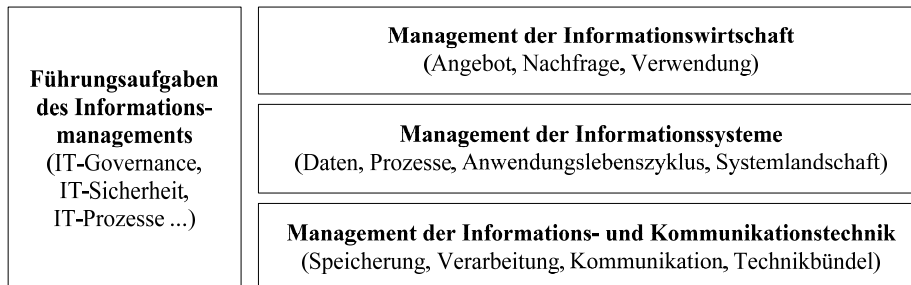 Führungsaufgaben
des Informations-
managements
(IT-Governance,
IT-Sicherheit,
IT-Prozesse ...)
Management der Informationswirtschaft
(Angebot, Nachfrage, Verwendung)
Management der Informationssysteme
(Daten, Prozesse, Anwendungslebenszyklus, Systemlandschaft)
Management der Informations- und Kommunikationstechnik
(Speicherung, Verarbeitung, Kommunikation, Technikbündel)